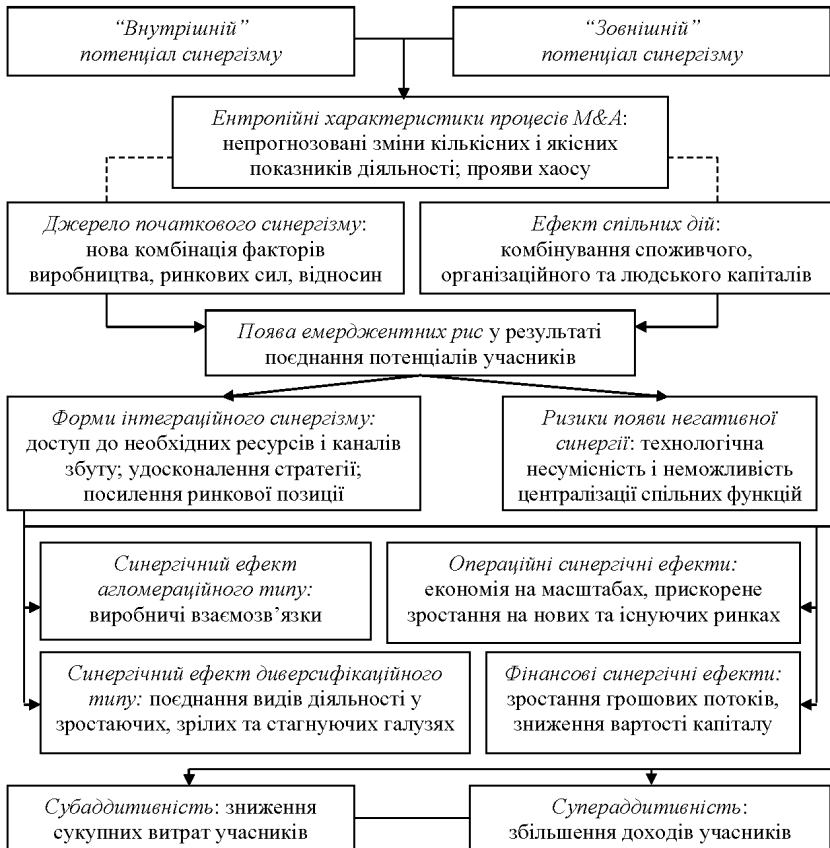 “Внутрішній”
потенціал синергізму
“Зовнішній”
потенціал синергізму
Ентропійні характеристики процесів M&A:
непрогнозовані зміни кількісних і якісних
показників діяльності; прояви хаосу
Джерело початкового синергізму:
нова комбінація факторів
виробництва, ринкових сил, відносин
Ефект спільних дій:
комбінування споживчого,
організаційного та людського капіталів
Поява емерджентних рис у результаті
поєднання потенціалів учасників
Форми інтеграційного синергізму:
доступ до необхідних ресурсів і каналів
збуту; удосконалення стратегії;
посилення ринкової позиції
Ризики появи негативної
синергії: технологічна
несумісність і неможливість
централізації спільних функцій
Синергічний ефект
агломераційного типу:
виробничі взаємозв’язки
Операційні синергічні ефекти:
економія на масштабах, прискорене
зростання на нових та існуючих ринках
Синергічний ефект диверсифікаційного
типу: поєднання видів діяльності у
зростаючих, зрілих та стагнуючих галузях
Фінансові синергічні ефекти:
зростання грошових потоків,
зниження вартості капіталу
Субаддитивність: зниження
сукупних витрат учасників
Супераддитивність:
збільшення доходів учасників